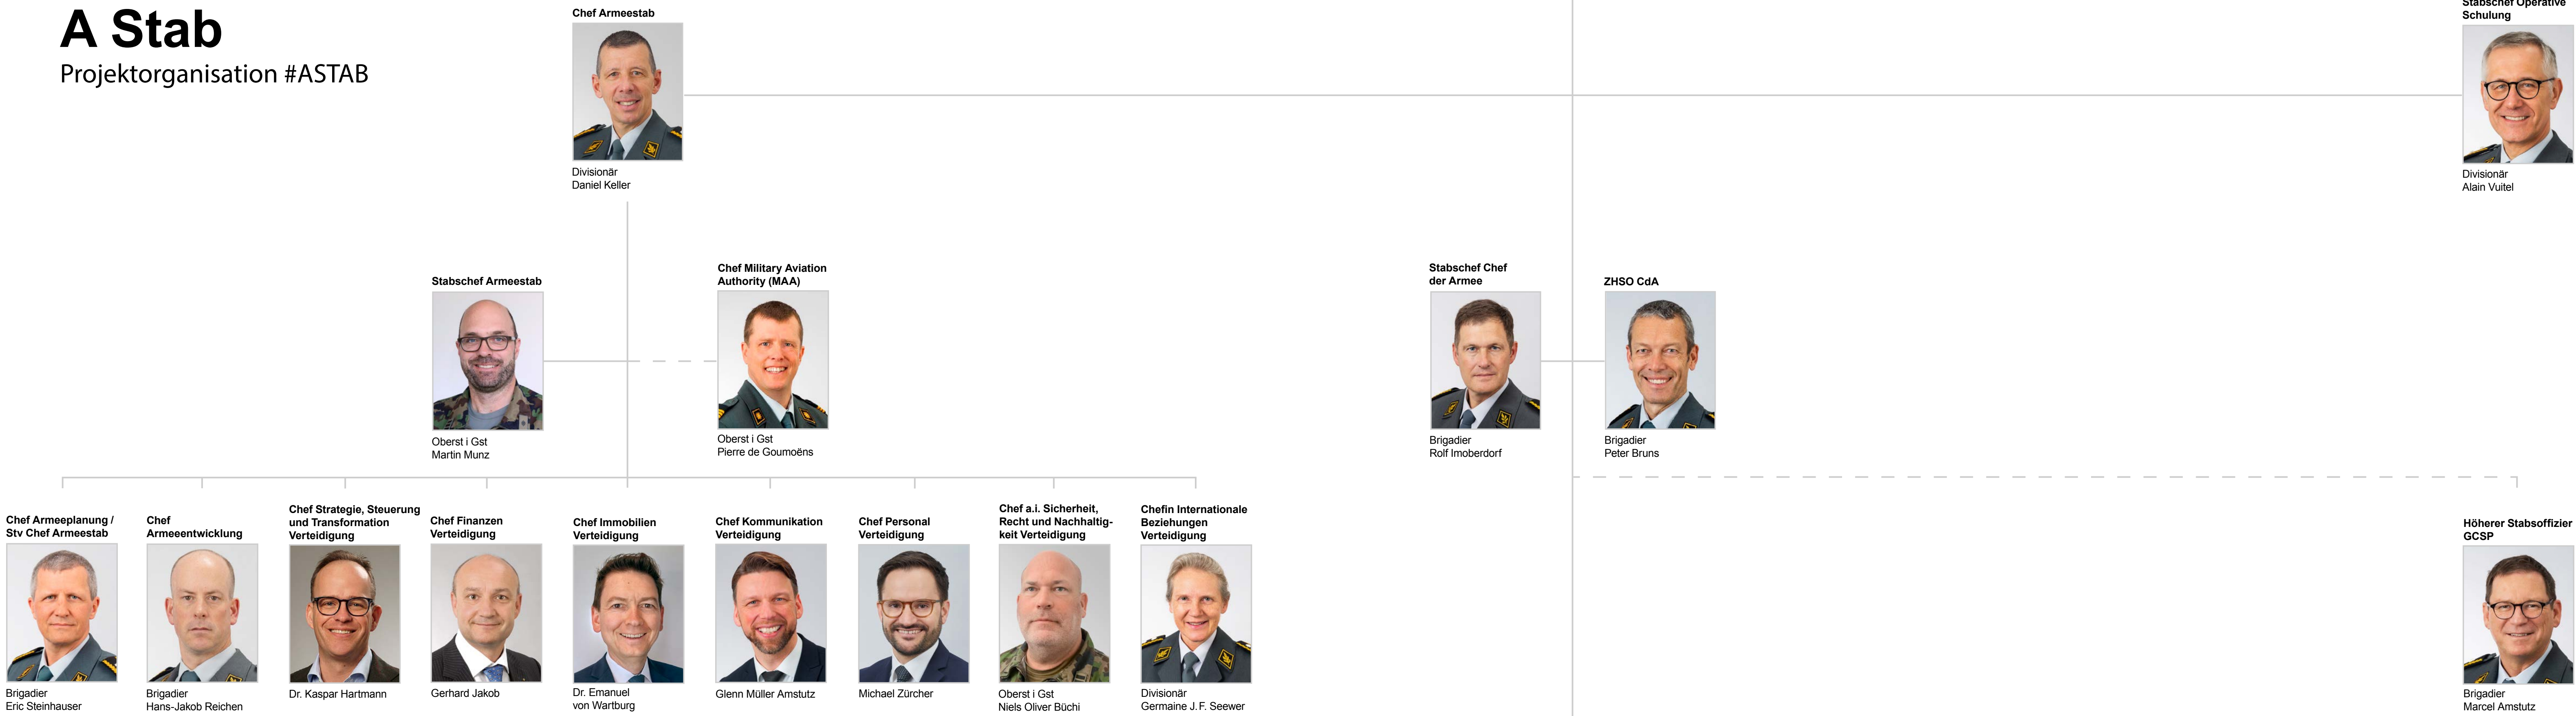 A Stab
Projektorganisation #ASTAB
Chef Armeestab
Divisionär
Daniel Keller
Stabschef Operative
Schulung
Divisionär
Alain Vuitel
Stabschef Armeestab
Oberst i Gst
Martin Munz
Chef Military Aviation
Authority (MAA)
Oberst i Gst
Pierre de Goumoëns
Stabschef Chef
der Armee
Brigadier
Rolf Imoberdorf
ZHSO CdA
Brigadier
Peter Bruns
Chef Armeeplanung /
Stv Chef Armeestab
Brigadier
Eric Steinhauser
Chef
Armeeentwicklung
Brigadier
Hans-Jakob Reichen
Chef Strategie, Steuerung
und Transformation
Verteidigung
Dr. Kaspar Hartmann
Chef Finanzen
Verteidigung
Gerhard Jakob
Chef Immobilien
Verteidigung
Dr. Emanuel
von Wartburg
Chef Kommunikation
Verteidigung
Glenn Müller Amstutz
Chef Personal
Verteidigung
Michael Zürcher
Chef a.i. Sicherheit,
Recht und Nachhaltig-
keit Verteidigung
Oberst i Gst
Niels Oliver Büchi
Chefin Internationale
Beziehungen
Verteidigung
Divisionär
Germaine J. F. Seewer
Höherer Stabsoffizier
GCSP
Brigadier
Marcel Amstutz